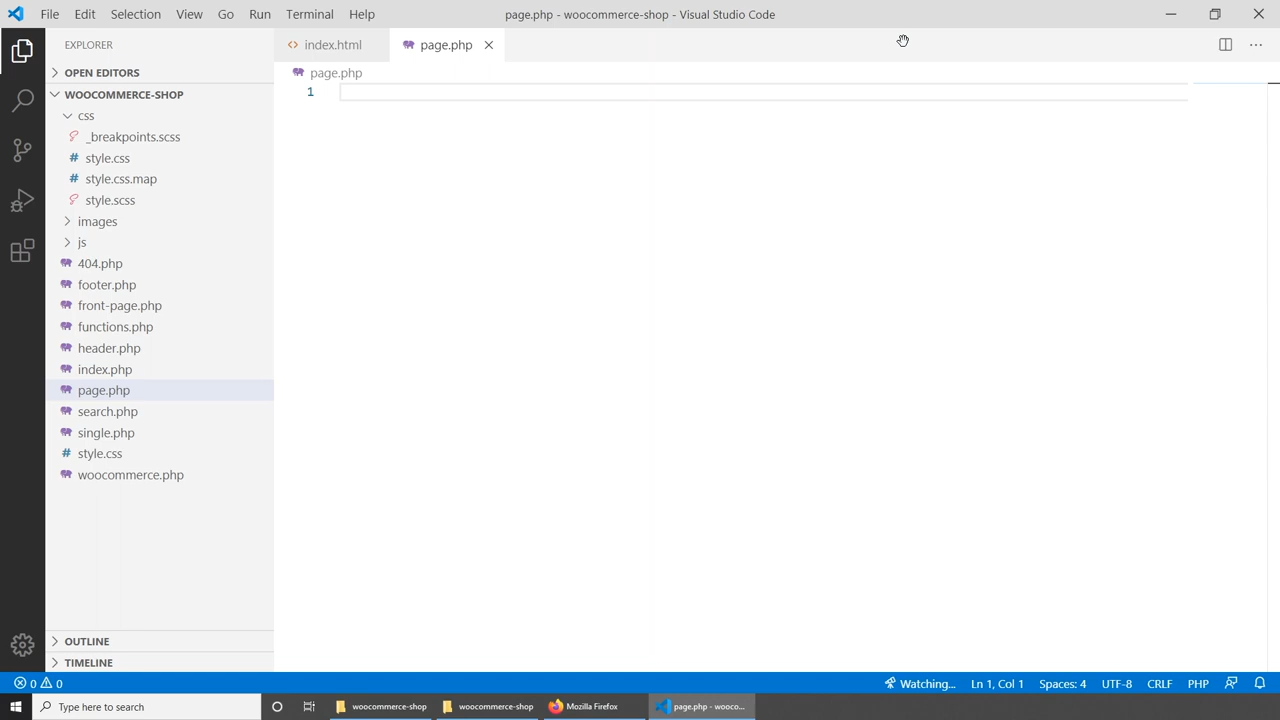 File Edit Selection View Go Run Terminal Help
page.php - woocommerce-shop - Visual Studio Code
EXPLORER
index.html
page.php
OPEN EDITORS
page.php
WOOCOMMERCE-SHOP
1
css
_breakpoints.scss
style.css
style.css.map
style.scss
images
js
404.php
footer.php
front-page.php
functions.php
header.php
index.php
page.php
search.php
single.php
style.css
woocommerce.php
OUTLINE
TIMELINE
0 0
Watching... Ln 1, Col 1 Spaces: 4 UTF-8 CRLF PHP
Type here to search
woocommerce-shop
woocommerce-shop
Mozilla Firefox
page.php - wooco...